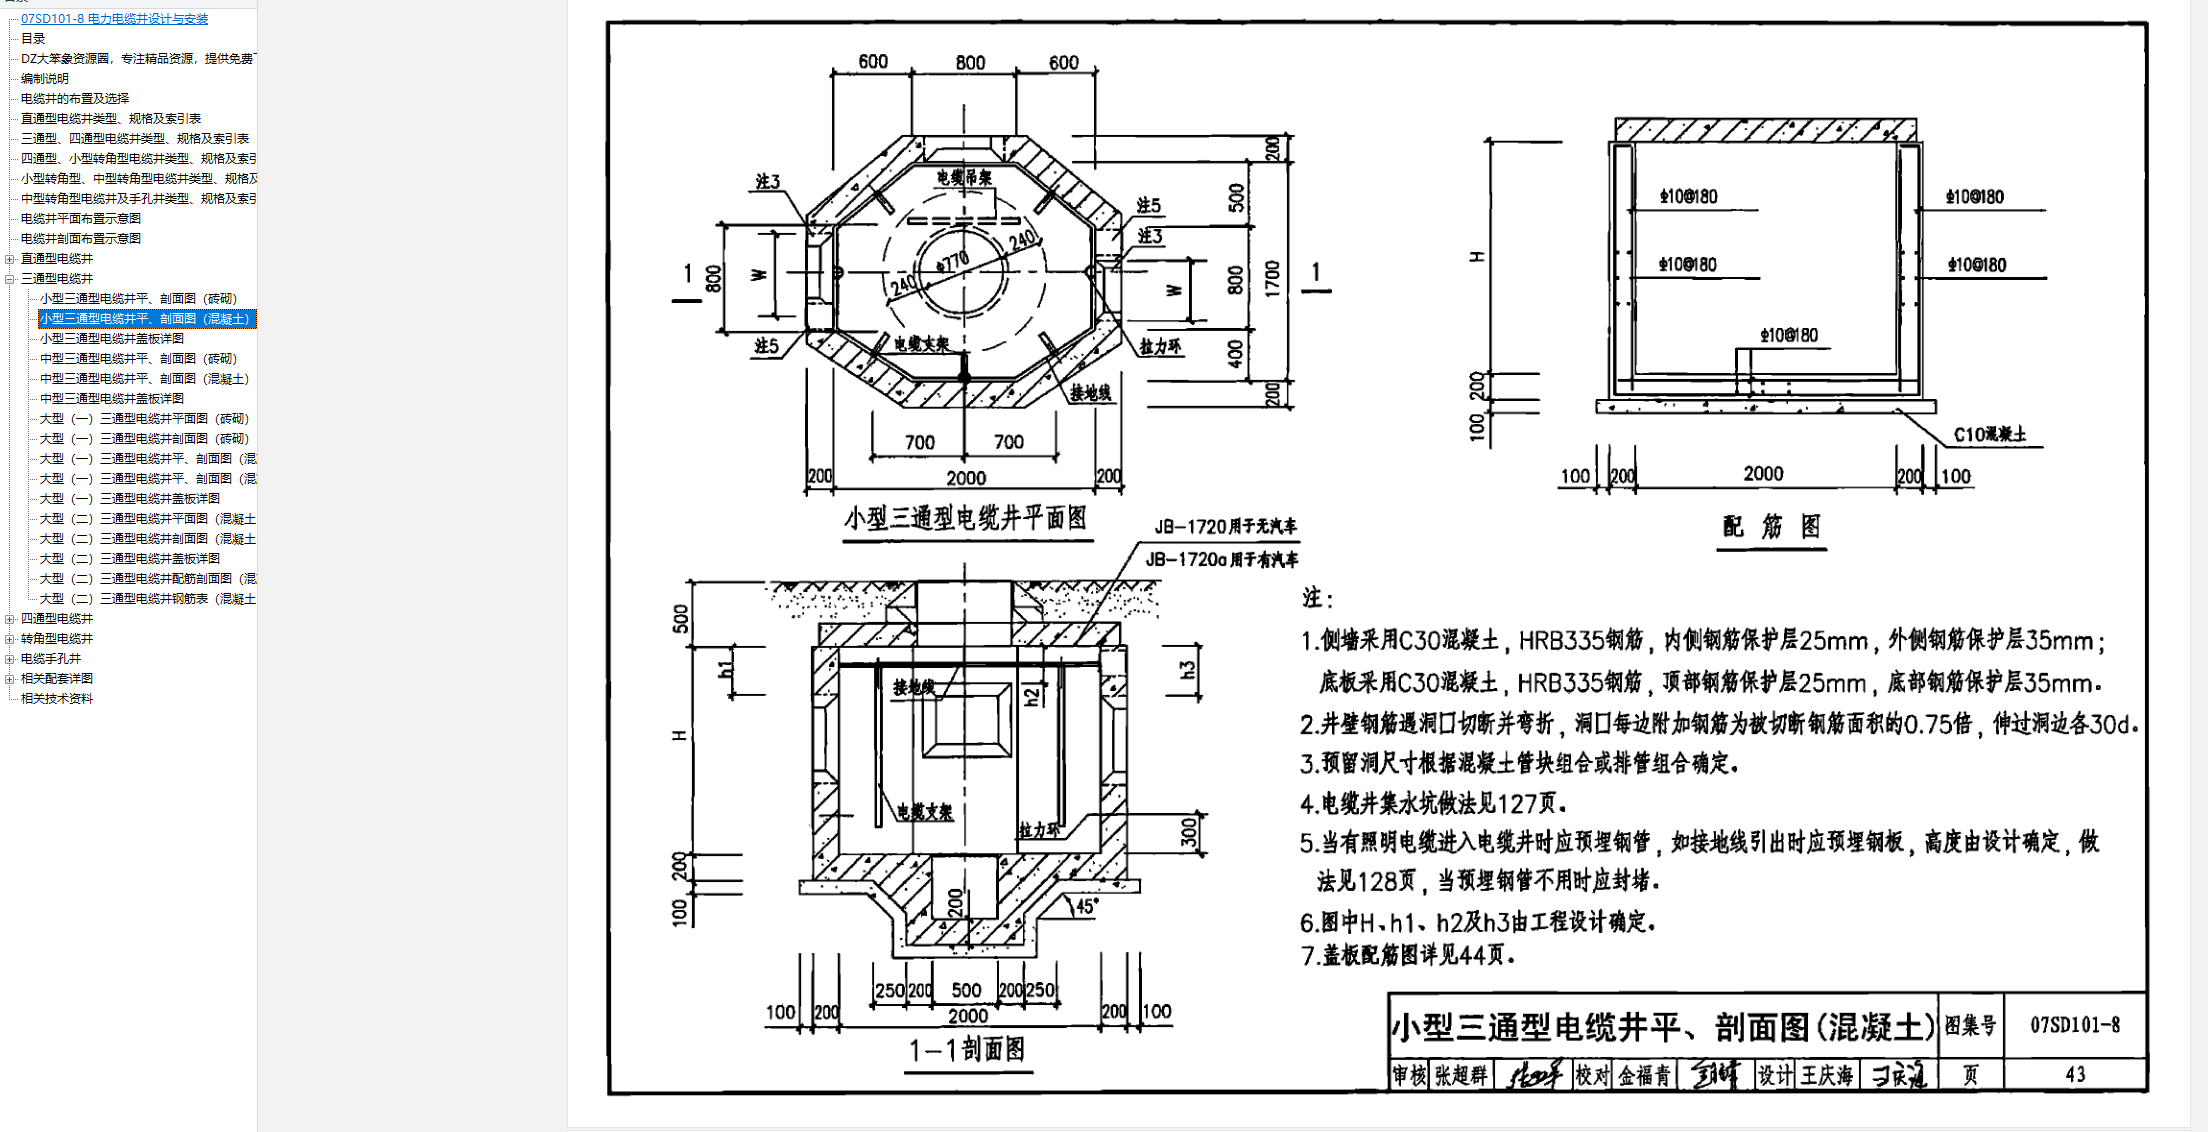 07SD101-8 电力电缆井设计与安装
目录
DZ大笨象资源圈，专注精品资源，提供免费
编制说明
电缆井的布置及选择
直通型电缆井类型、规格及索引表
三通型、四通型电缆井类型、规格及索引表
四通型、小型转角型电缆井类型、规格及索引
小型转角型、中型转角型电缆井类型、规格及
中型转角型电缆井及手孔井类型、规格及索引
电缆井平面布置示意图
电缆井剖面布置示意图
直通型电缆井
三通型电缆井
小型三通型电缆井平、剖面图（砖砌）
小型三通型电缆井平、剖面图（混凝土）
小型三通型电缆井盖板详图
中型三通型电缆井平、剖面图（砖砌）
中型三通型电缆井平、剖面图（混凝土）
中型三通型电缆井盖板详图
大型（一）三通型电缆井平面图（砖砌）
大型（一）三通型电缆井剖面图（砖砌）
大型（一）三通型电缆井平、剖面图（混
大型（一）三通型电缆井平、剖面图（混
大型（一）三通型电缆井盖板详图
大型（二）三通型电缆井平面图（混凝土
大型（二）三通型电缆井剖面图（混凝土
大型（二）三通型电缆井盖板详图
大型（二）三通型电缆井配筋剖面图（混
大型（二）三通型电缆井钢筋表（混凝土
四通型电缆井
转角型电缆井
电缆手孔井
相关配套详图
相关技术资料
600 800 600
200
注3 电缆吊架 500 注5
注3
240
1 800 W Φ770 W 800 1700 1
240
注5 电缆支架 拉力环 400
接地线 200
700 700
200 2000 200
小型三通型电缆井平面图
Φ10@180 Φ10@180
H
Φ10@180 Φ10@180
Φ10@180
200
100
C10混凝土
100 200 2000 200 100
配 筋 图
JB-1720用于无汽车
JB-1720a用于有汽车
500
h1 接地线 h2 h3
H
电缆支架 拉力环 300
200
100
200 45°
250 200 500 200 250
100 200 2000 200 100
1-1剖面图
注：
1.侧墙采用C30混凝土，HRB335钢筋，内侧钢筋保护层25mm，外侧钢筋保护层35mm；
底板采用C30混凝土，HRB335钢筋，顶部钢筋保护层25mm，底部钢筋保护层35mm。
2.井壁钢筋遇洞口切断并弯折，洞口每边附加钢筋为被切断钢筋面积的0.75倍，伸过洞边各30d。
3.预留洞尺寸根据混凝土管块组合或排管组合确定。
4.电缆井集水坑做法见127页。
5.当有照明电缆进入电缆井时应预埋钢管，如接地线引出时应预埋钢板，高度由设计确定，做
法见128页，当预埋钢管不用时应封堵。
6.图中H、h1、h2及h3由工程设计确定。
7.盖板配筋图详见44页。
小型三通型电缆井平、剖面图(混凝土) 图集号 07SD101-8
审核 张超群 校对 金福青 设计 王庆海 页 43